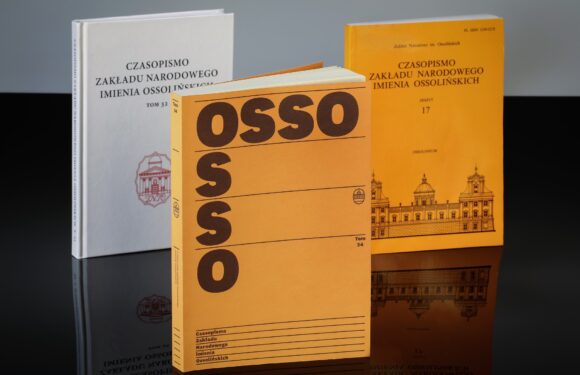 CZASOPISMO
ZAKŁADU NARODOWEGO
IMIENIA OSSOLIŃSKICH
TOM 32
OSSO
S
S
O
Tom
34
Czasopismo
Zakładu
Narodowego
Imienia
Ossolińskich
Zakład Narodowy im. Ossolińskich
CZASOPISMO
ZAKŁADU NARODOWEGO
IMIENIA OSSOLIŃSKICH
ZESZYT
17
OSSOLINEUM